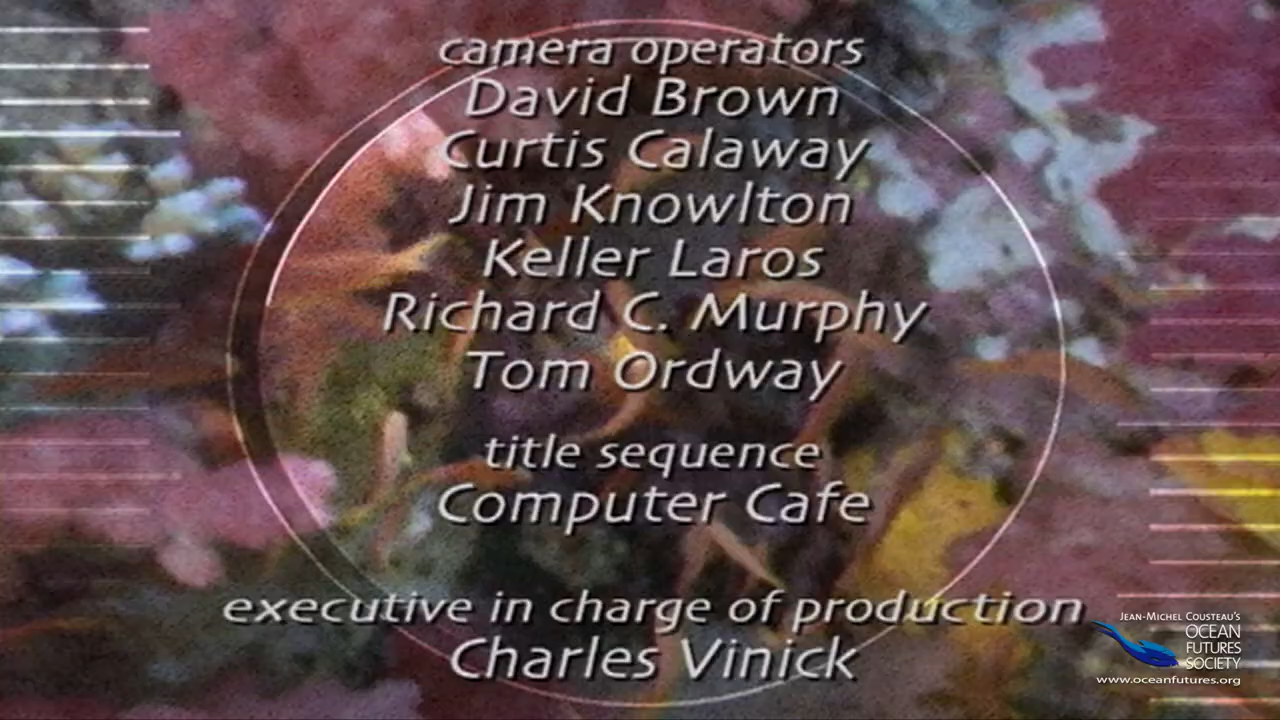 camera operators
David Brown
Curtis Calaway
Jim Knowlton
Keller Laros
Richard C. Murphy
Tom Ordway
title sequence
Computer Cafe
executive in charge of production
Charles Vinick
JEAN-MICHEL COUSTEAU'S
OCEAN
FUTURES
SOCIETY
www.oceanfutures.org